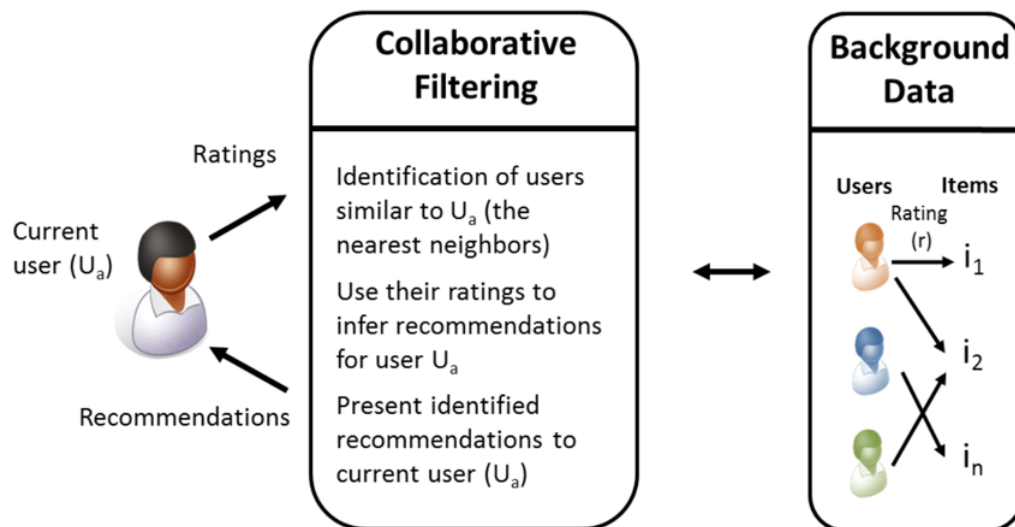 Collaborative
Filtering
Background
Data
Ratings
Current
user (Uₐ)
Recommendations
Identification of users
similar to Uₐ (the
nearest neighbors)
Use their ratings to
infer recommendations
for user Uₐ
Present identified
recommendations to
current user (Uₐ)
Users Items
Rating
(r)
i₁
i₂
iₙ